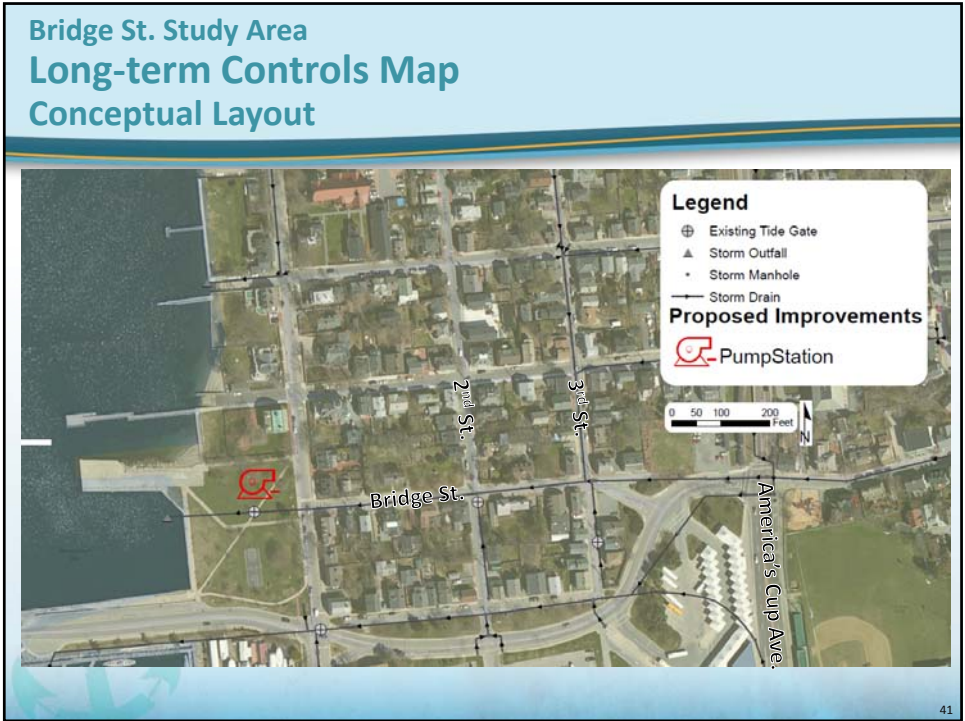 Bridge St. Study Area
Long-term Controls Map
Conceptual Layout
Legend
Existing Tide Gate
Storm Outfall
Storm Manhole
Storm Drain
Proposed Improvements
PumpStation
0 50 100 200
Feet
N
2nd St.
3rd St.
Bridge St.
America's Cup Ave.
41